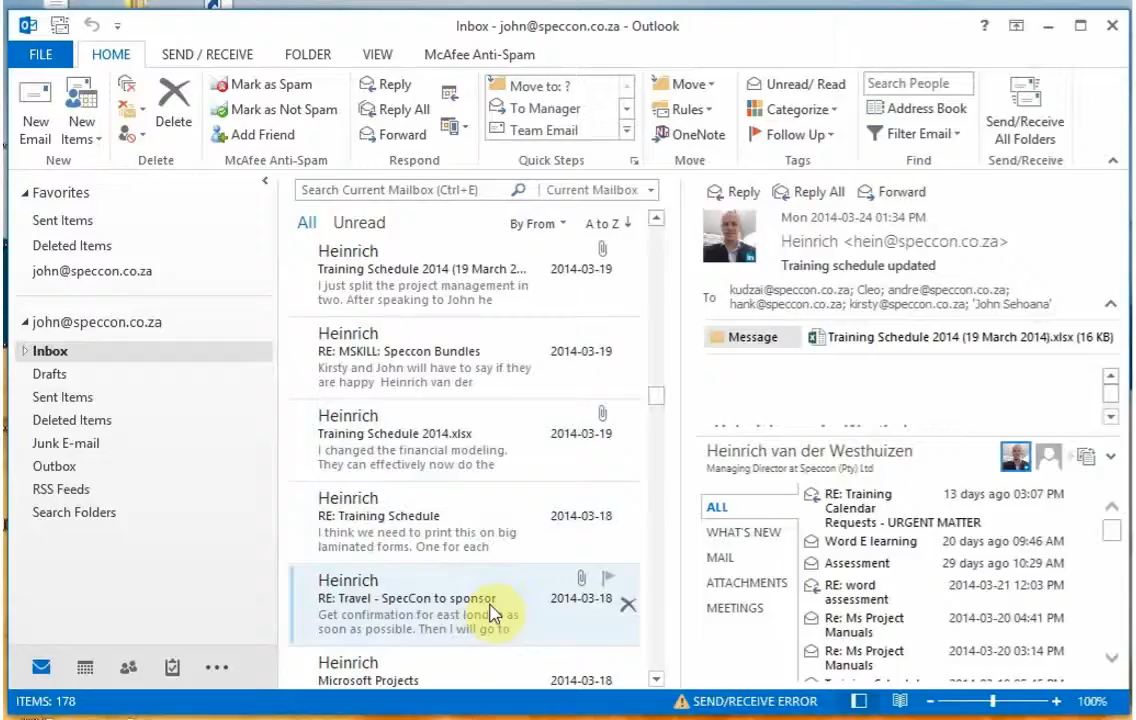 Inbox - john@speccon.co.za - Outlook
FILE HOME SEND / RECEIVE FOLDER VIEW McAfee Anti-Spam
New Email
New Items
Delete
Mark as Spam
Mark as Not Spam
Add Friend
Reply
Reply All
Forward
Move to: ?
To Manager
Team Email
Move
Rules
OneNote
Unread/ Read
Categorize
Follow Up
Search People
Address Book
Filter Email
Send/Receive
All Folders
New Delete McAfee Anti-Spam Respond Quick Steps Move Tags Find Send/Receive
Favorites
Sent Items
Deleted Items
john@speccon.co.za
john@speccon.co.za
Inbox
Drafts
Sent Items
Deleted Items
Junk E-mail
Outbox
RSS Feeds
Search Folders
Search Current Mailbox (Ctrl+E) Current Mailbox
All Unread By From A to Z
Heinrich
Training Schedule 2014 (19 March 2... 2014-03-19
I just split the project management in
two. After speaking to John he
Heinrich
RE: MSKILL: Speccon Bundles 2014-03-19
Kirsty and John will have to say if they
are happy Heinrich van der
Heinrich
Training Schedule 2014.xlsx 2014-03-19
I changed the financial modeling.
They can effectively now do the
Heinrich
RE: Training Schedule 2014-03-18
I think we need to print this on big
laminated forms. One for each
Heinrich
RE: Travel - SpecCon to sponsor 2014-03-18
Get confirmation for east london as
soon as possible. Then I will go to
Heinrich
Microsoft Projects 2014-03-18
Reply Reply All Forward
Mon 2014-03-24 01:34 PM
Heinrich <hein@speccon.co.za>
Training schedule updated
To kudzai@speccon.co.za; Cleo; andre@speccon.co.za;
hank@speccon.co.za; kirsty@speccon.co.za; 'John Sehoana'
Message Training Schedule 2014 (19 March 2014).xlsx (16 KB)
Heinrich van der Westhuizen
Managing Director at Speccon (Pty) Ltd
ALL
WHAT'S NEW
MAIL
ATTACHMENTS
MEETINGS
RE: Training 13 days ago 03:07 PM
Calendar
Requests - URGENT MATTER
Word E learning 20 days ago 09:46 AM
Assessment 29 days ago 10:29 AM
RE: word 2014-03-21 12:03 PM
assessment
Re: Ms Project 2014-03-20 04:41 PM
Manuals
Re: Ms Project 2014-03-20 03:14 PM
Manuals
ITEMS: 178 SEND/RECEIVE ERROR 100%